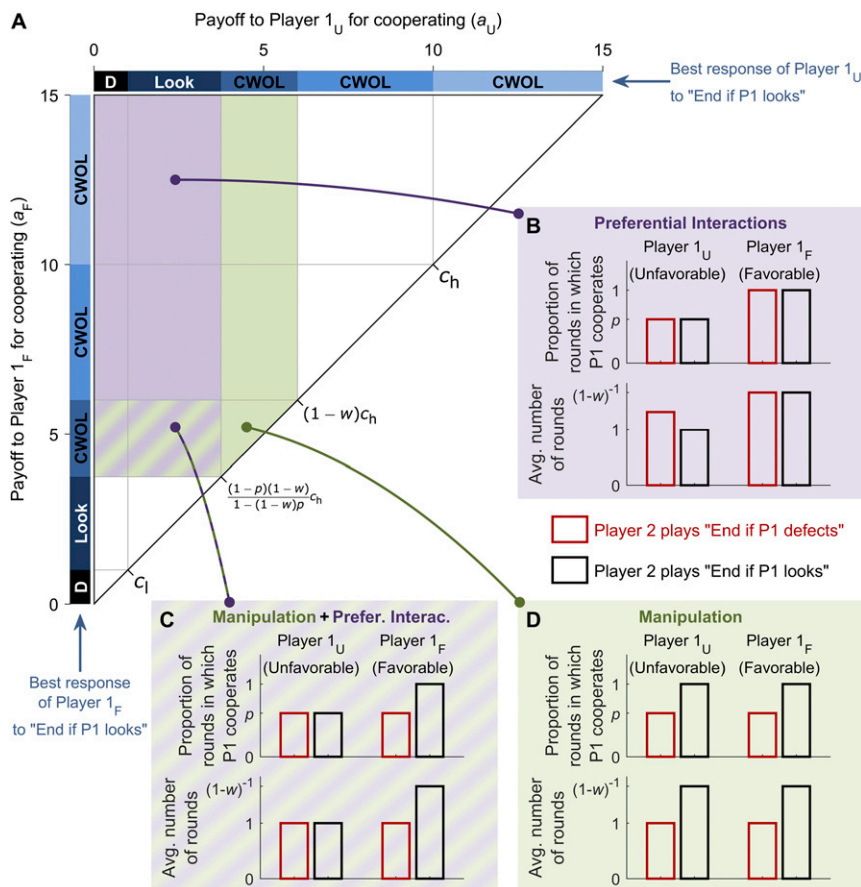 A
Payoff to Player 1U for cooperating (aU)
0 5 10 15
D Look CWOL CWOL CWOL
Best response of Player 1U
to "End if P1 looks"
15
10
5
0
Payoff to Player 1F for cooperating (aF)
CWOL
CWOL
CWOL
Look
D
ch
(1 − w)ch
(1−p)(1−w)
1−(1−w)p ch
cl
Best response
of Player 1F
to "End if P1 looks"
B Preferential Interactions
Player 1U Player 1F
(Unfavorable) (Favorable)
Proportion of
rounds in which
P1 cooperates
1
p
0
Avg. number
of rounds
(1-w)-1
1
0
Player 2 plays "End if P1 defects"
Player 2 plays "End if P1 looks"
C Manipulation + Prefer. Interac.
Player 1U Player 1F
(Unfavorable) (Favorable)
Proportion of
rounds in which
P1 cooperates
1
p
0
Avg. number
of rounds
(1-w)-1
1
0
D Manipulation
Player 1U Player 1F
(Unfavorable) (Favorable)
Proportion of
rounds in which
P1 cooperates
1
p
0
Avg. number
of rounds
(1-w)-1
1
0